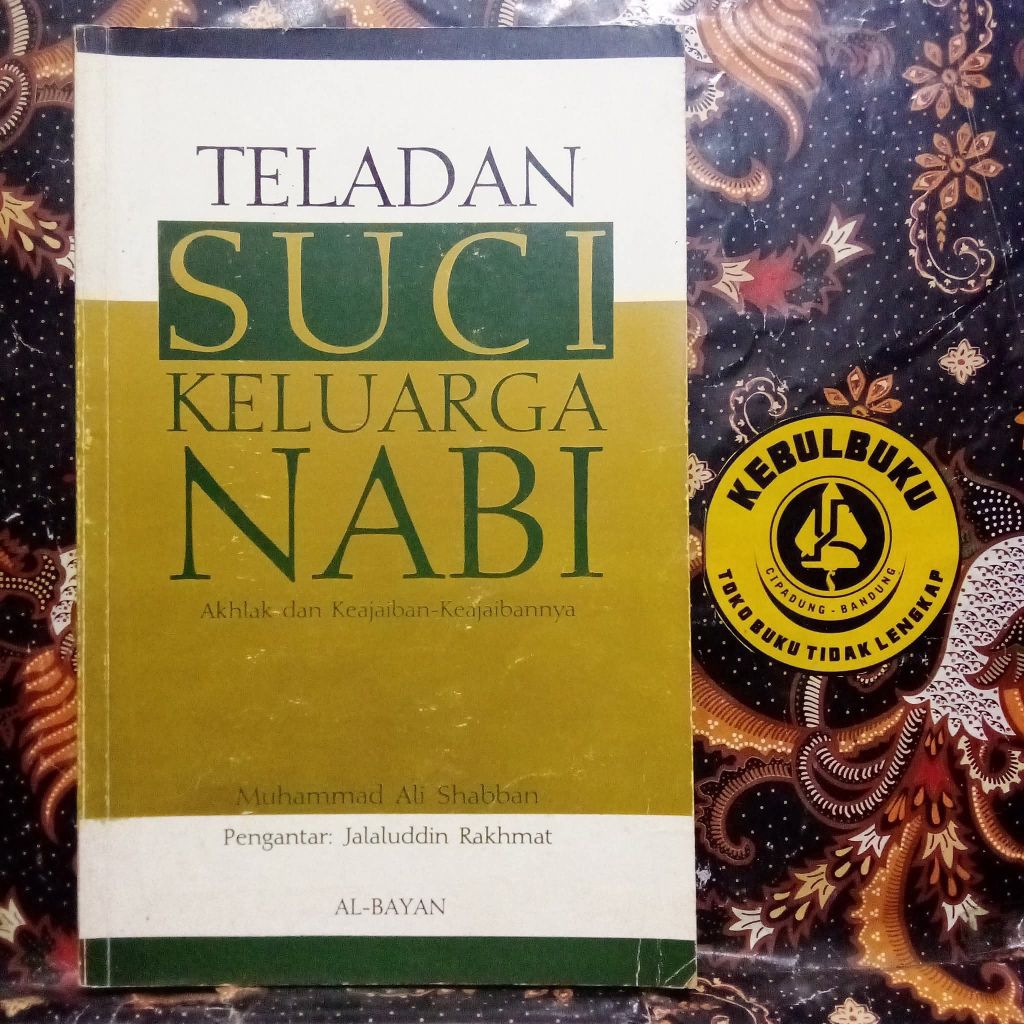 TELADAN
SUCI
KELUARGA
NABI
Akhlak dan Keajaiban-Keajaibannya
Muhammad Ali Shabban
Pengantar: Jalaluddin Rakhmat
AL-BAYAN
KEBULBUKU
CIPADUNG - BANDUNG
TOKO BUKU TIDAK LENGKAP